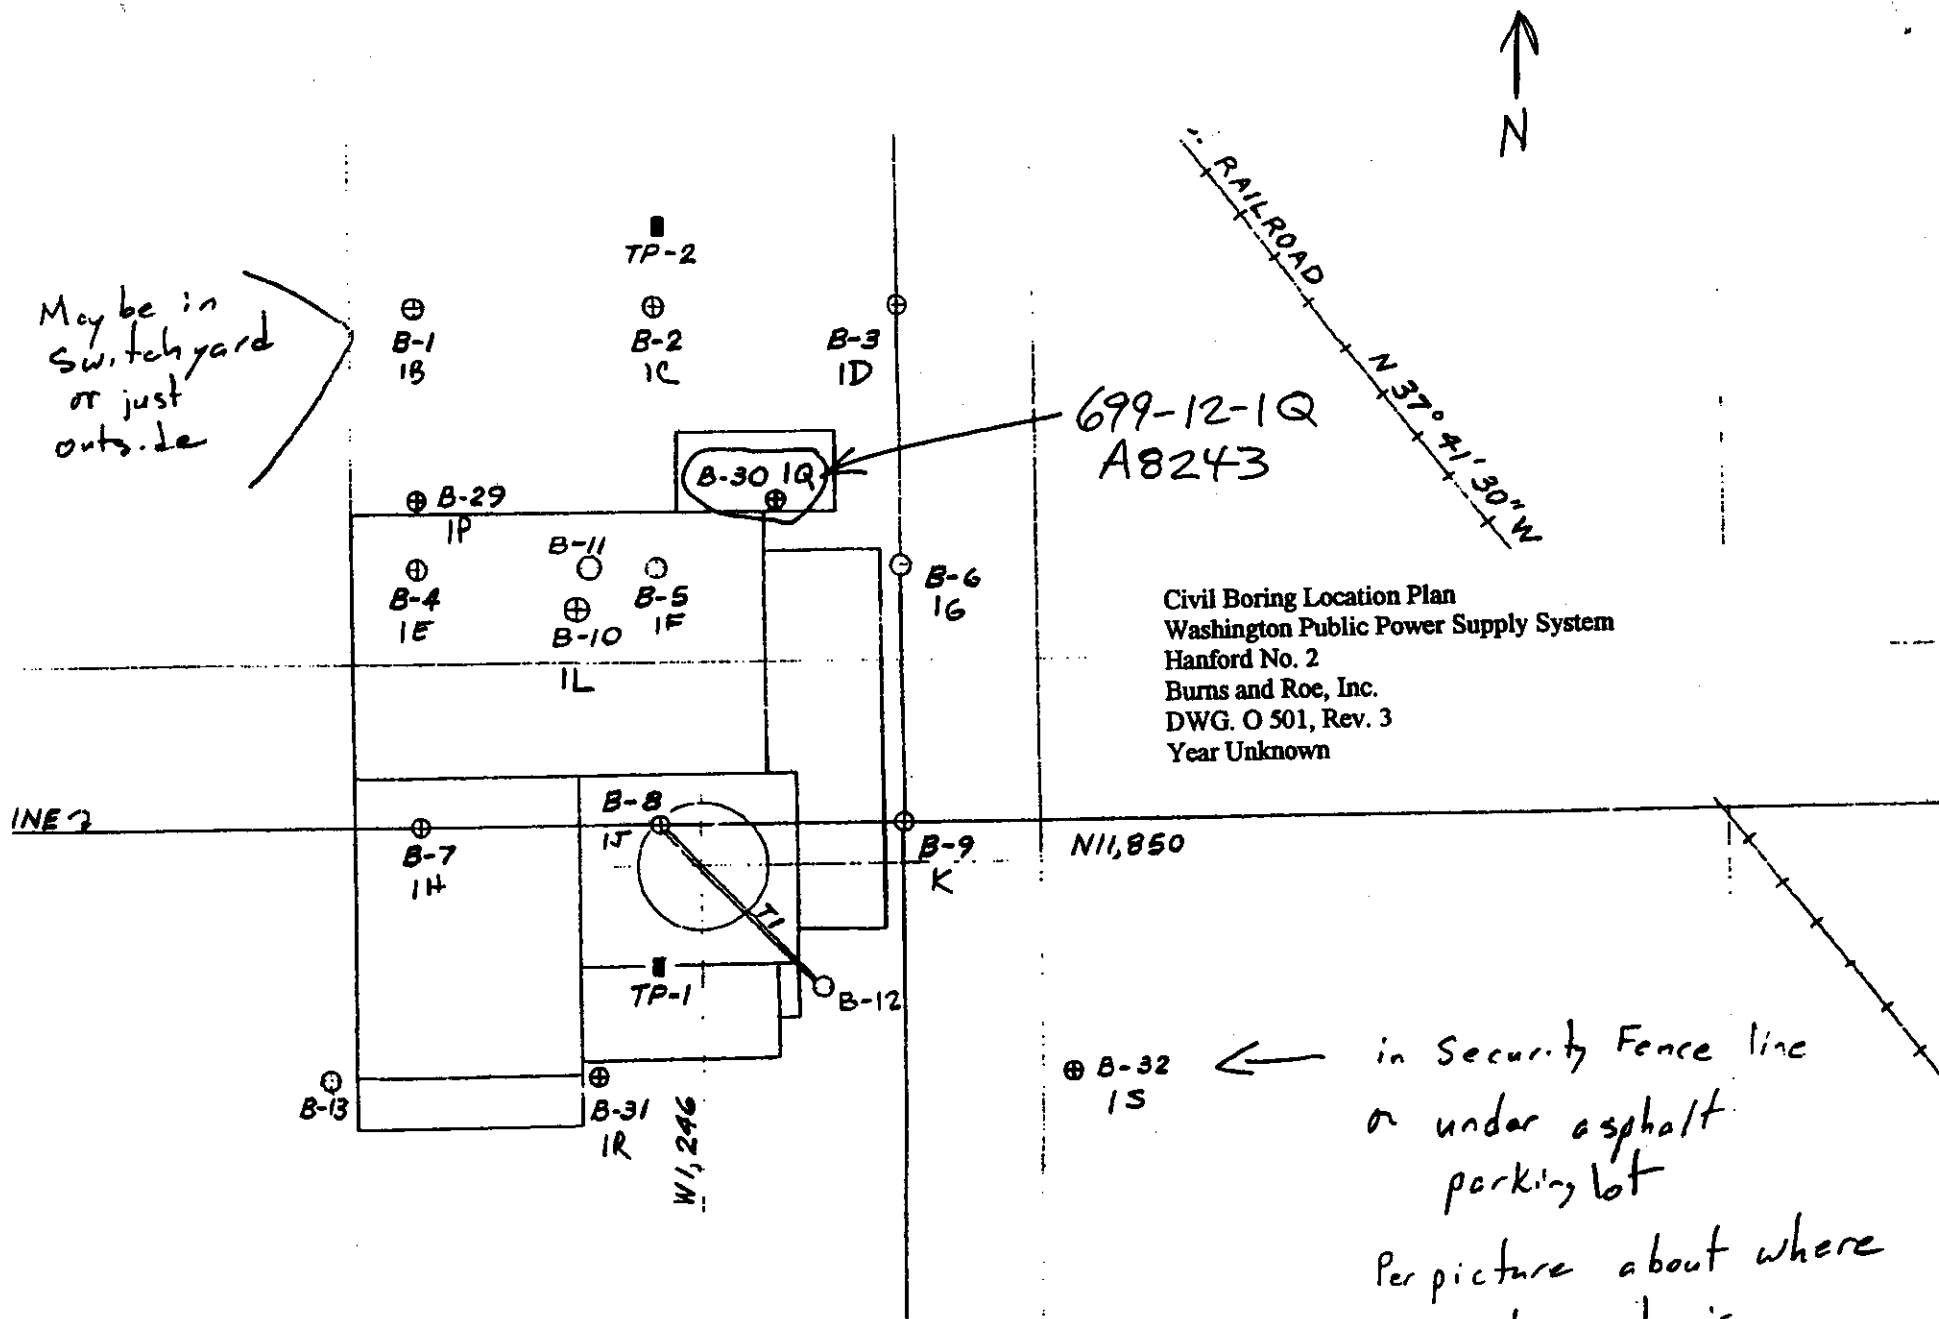 N
RAILROAD
N 37° 41' 30" W
TP-2
May be in
Switchyard
or just
outside
B-1
1B
B-2
1C
B-3
1D
699-12-1Q
A8243
B-30 1Q
B-29
1P
B-11
B-4
1E
B-10
1L
B-5
1F
B-6
1G
Civil Boring Location Plan
Washington Public Power Supply System
Hanford No. 2
Burns and Roe, Inc.
DWG. O 501, Rev. 3
Year Unknown
INE 7
B-7
1H
B-8
1J
B-9
K
N11,850
T1
TP-1
B-12
B-13
B-31
1R
W1,246
B-32
1S
in Security Fence line
or under asphalt
parking lot
Per picture about where